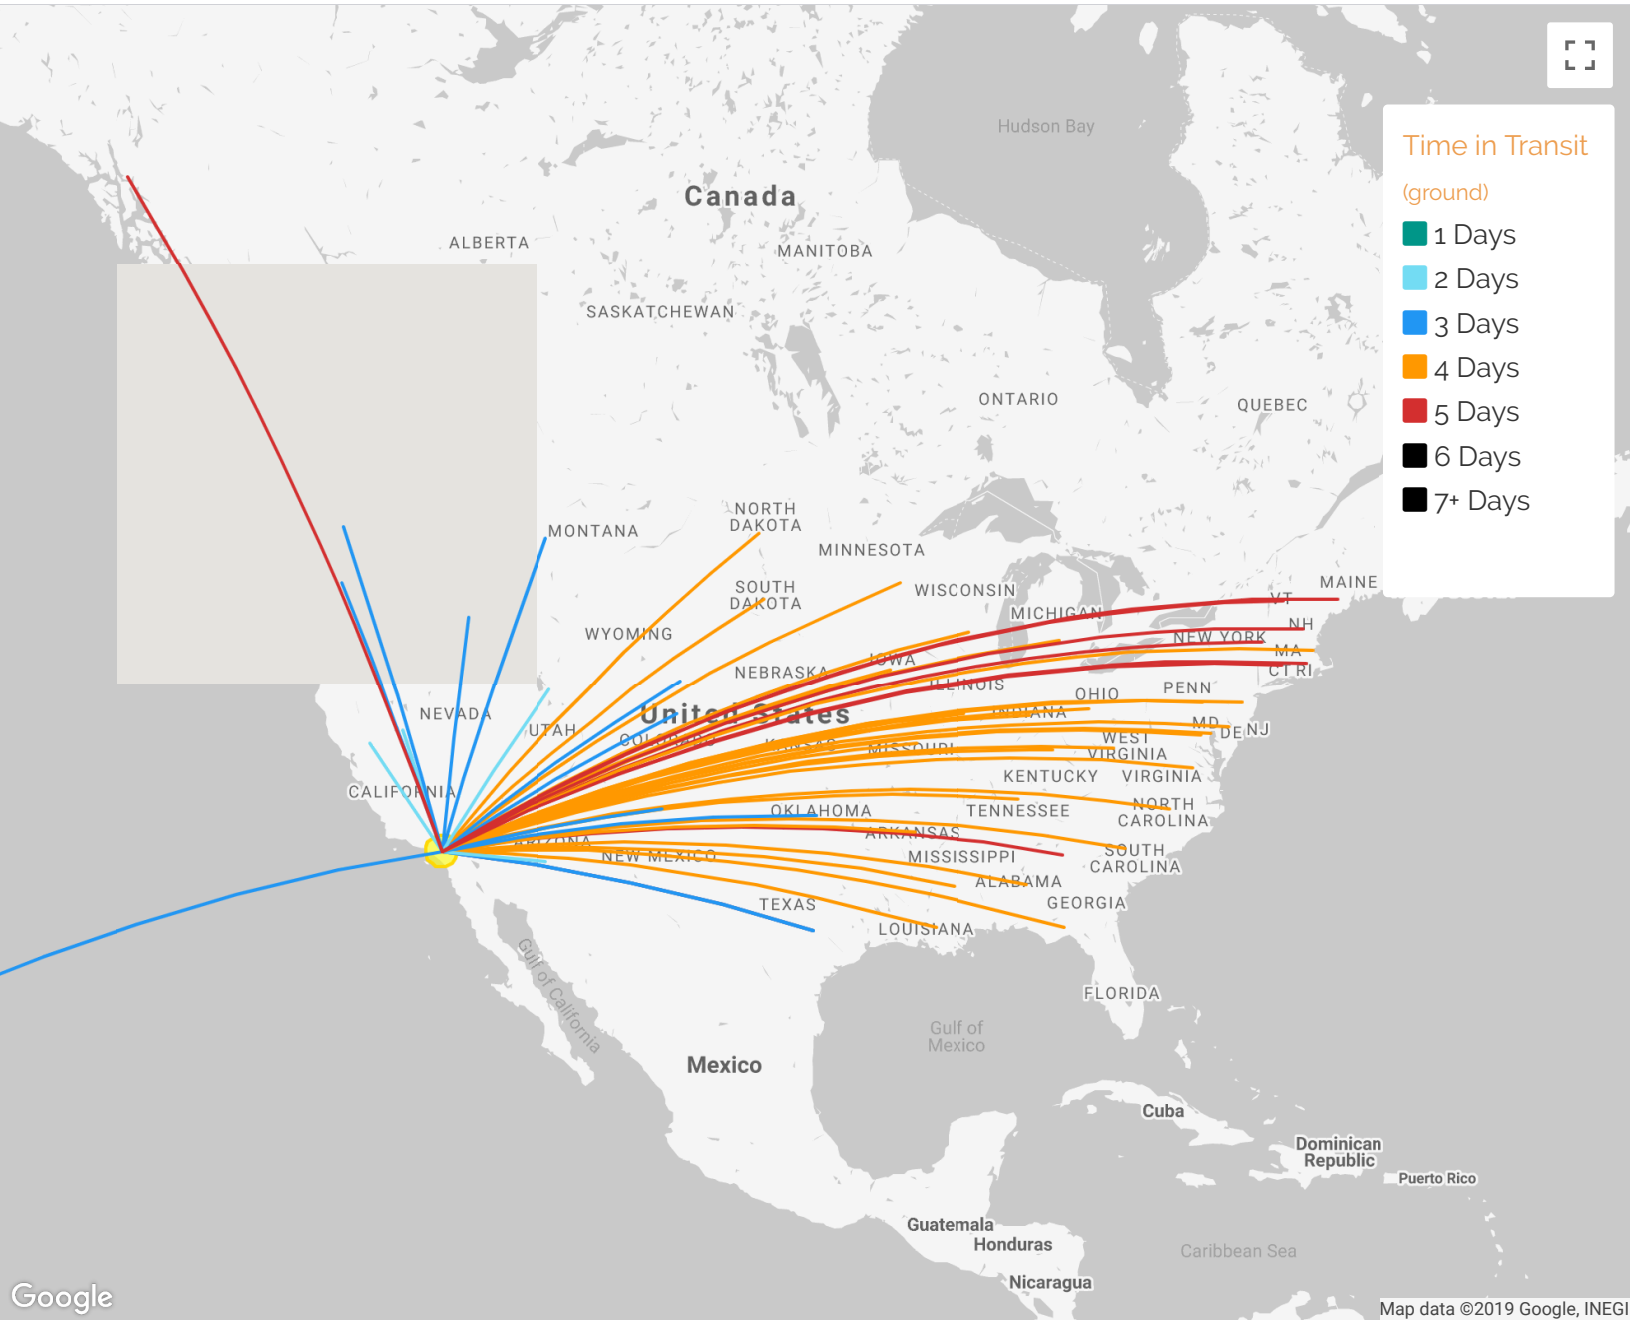 Hudson Bay
Time in Transit
(ground)
1 Days
2 Days
3 Days
4 Days
5 Days
6 Days
7+ Days
Canada
ALBERTA
MANITOBA
SASKATCHEWAN
ONTARIO
QUEBEC
NORTH
DAKOTA
MONTANA
MINNESOTA
SOUTH
DAKOTA
WISCONSIN
MAINE
MICHIGAN
VT
NH
WYOMING
NEW YORK
IOWA
MA
NEBRASKA
CT RI
ILLINOIS
OHIO
PENN
NEVADA
United States
INDIANA
UTAH
MD
DE
NJ
COLORADO
KANSAS
MISSOURI
WEST
VIRGINIA
KENTUCKY
VIRGINIA
CALIFORNIA
OKLAHOMA
TENNESSEE
NORTH
CAROLINA
ARKANSAS
ARIZONA
NEW MEXICO
MISSISSIPPI
SOUTH
CAROLINA
ALABAMA
TEXAS
GEORGIA
LOUISIANA
Gulf of California
FLORIDA
Gulf of
Mexico
Mexico
Cuba
Dominican
Republic
Puerto Rico
Guatemala
Honduras
Caribbean Sea
Nicaragua
Google
Map data ©2019 Google, INEGI